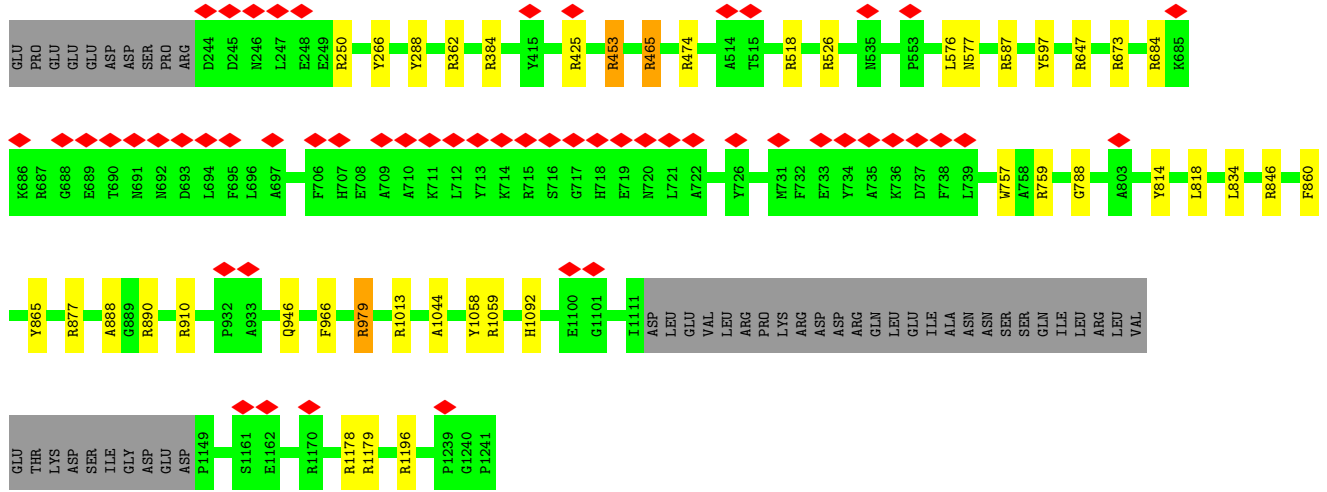 GLU PRO GLU GLU GLU ASP ASP SER PRO ARG D244 D245 N246 L247 E248 E249 R250 Y266 Y288 R362 R384 Y415 R425 R453 R465 R474 A514 T515 R518 R526 N535 P553 L576 N577 R587 Y597 R647 R673 R684 K685
K686 R687 G688 E689 T690 N691 N692 D693 L694 F695 L696 A697 F706 H707 E708 A709 A710 K711 L712 Y713 K714 R715 S716 G717 H718 E719 N720 L721 A722 Y726 M731 F732 E733 Y734 A735 K736 D737 F738 L739 W757 A758 R759 G788 A803 Y814 L818 L834 R846 F860
Y865 R877 A888 G889 R890 R910 P932 A933 Q946 F966 R979 R1013 A1044 Y1058 R1059 H1092 E1100 G1101 I1111 ASP LEU GLU VAL LEU ARG PRO LYS ARG ASP ASP ARG GLN LEU GLU ILE ALA ASN ASN SER SER GLN ILE LEU ARG LEU VAL
GLU THR LYS ASP SER ILE GLY ASP GLU ASP P1149 S1161 E1162 R1170 R1178 R1179 R1196 P1239 G1240 P1241